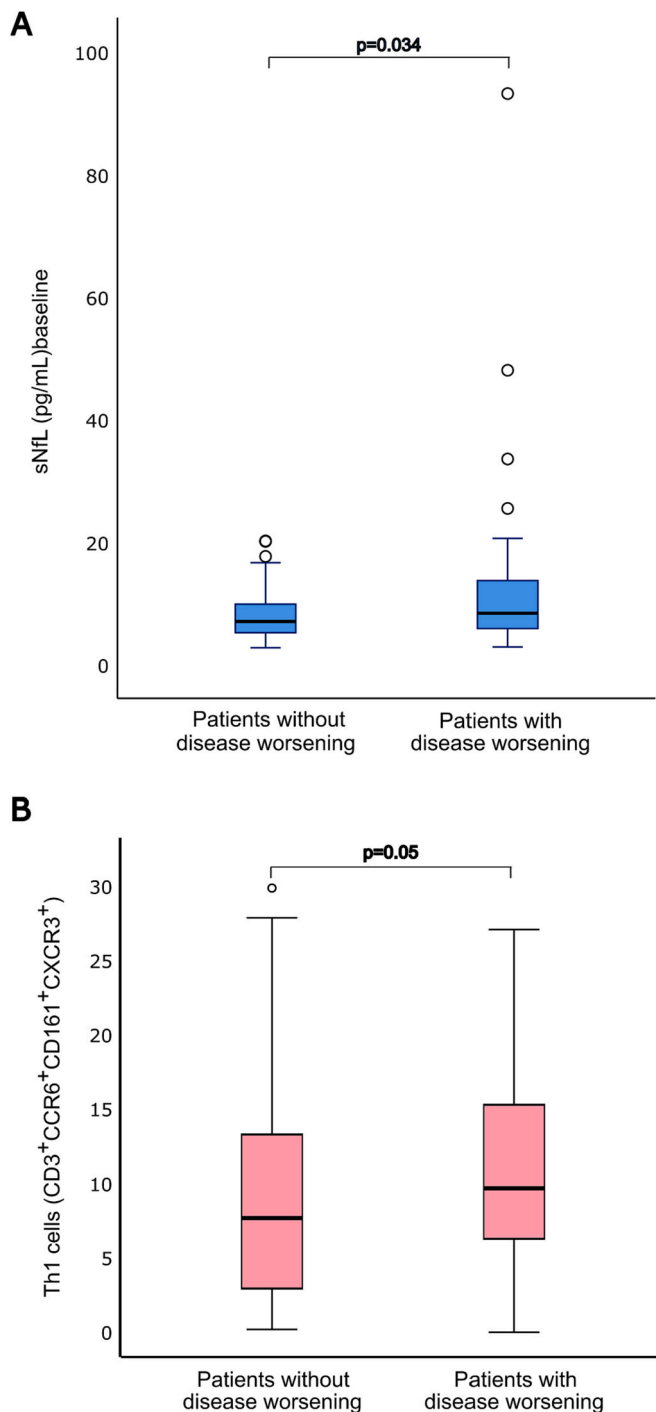 A
p=0.034
100
80
60
40
20
0
sNfL (pg/mL)baseline
Patients without
disease worsening
Patients with
disease worsening
B
p=0.05
30
25
20
15
10
5
0
Th1 cells (CD3⁺CCR6⁺CD161⁺CXCR3⁺)
Patients without
disease worsening
Patients with
disease worsening